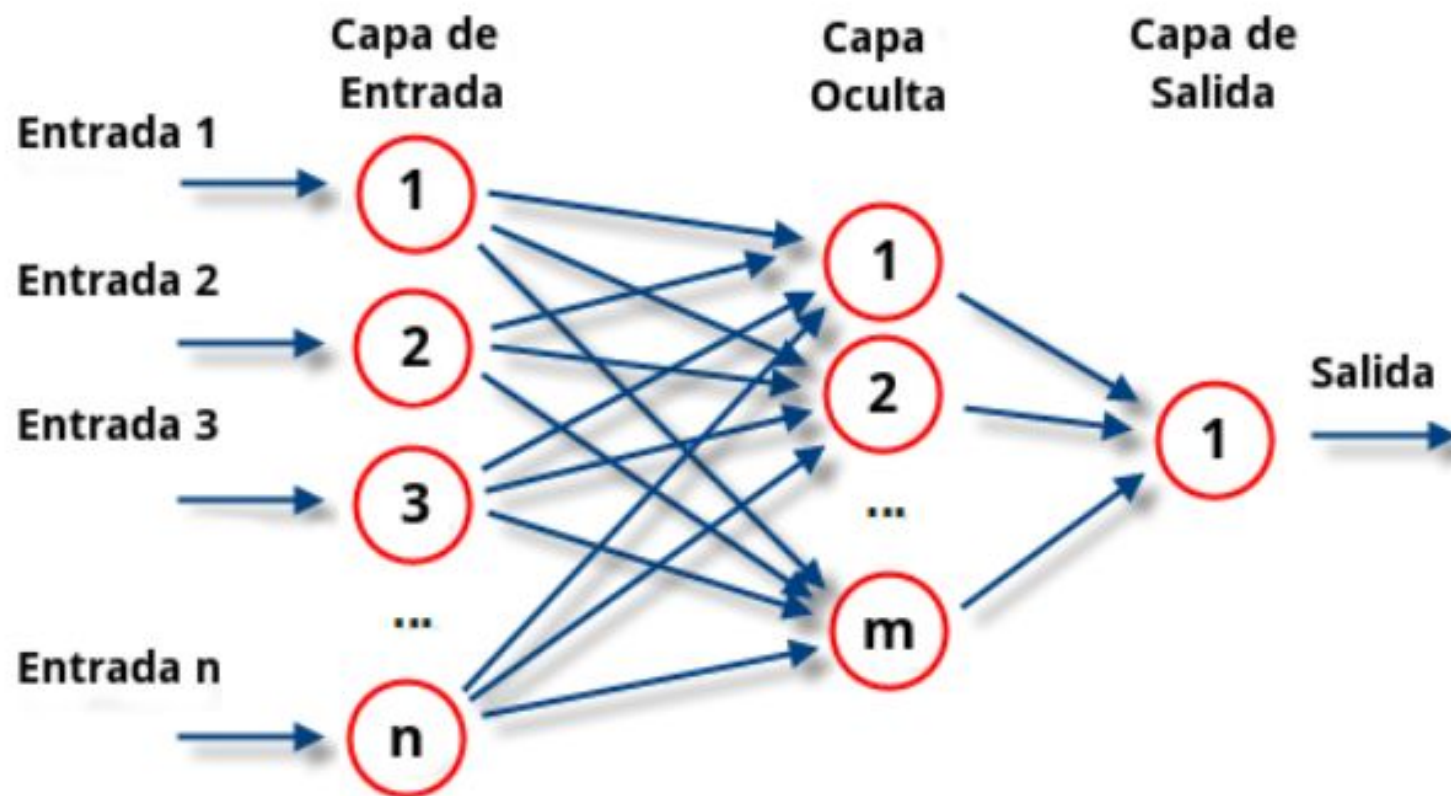 Capa de
Entrada
Capa
Oculta
Capa de
Salida
Entrada 1
1
Entrada 2
2
Entrada 3
3
...
Entrada n
n
1
2
...
m
1
Salida